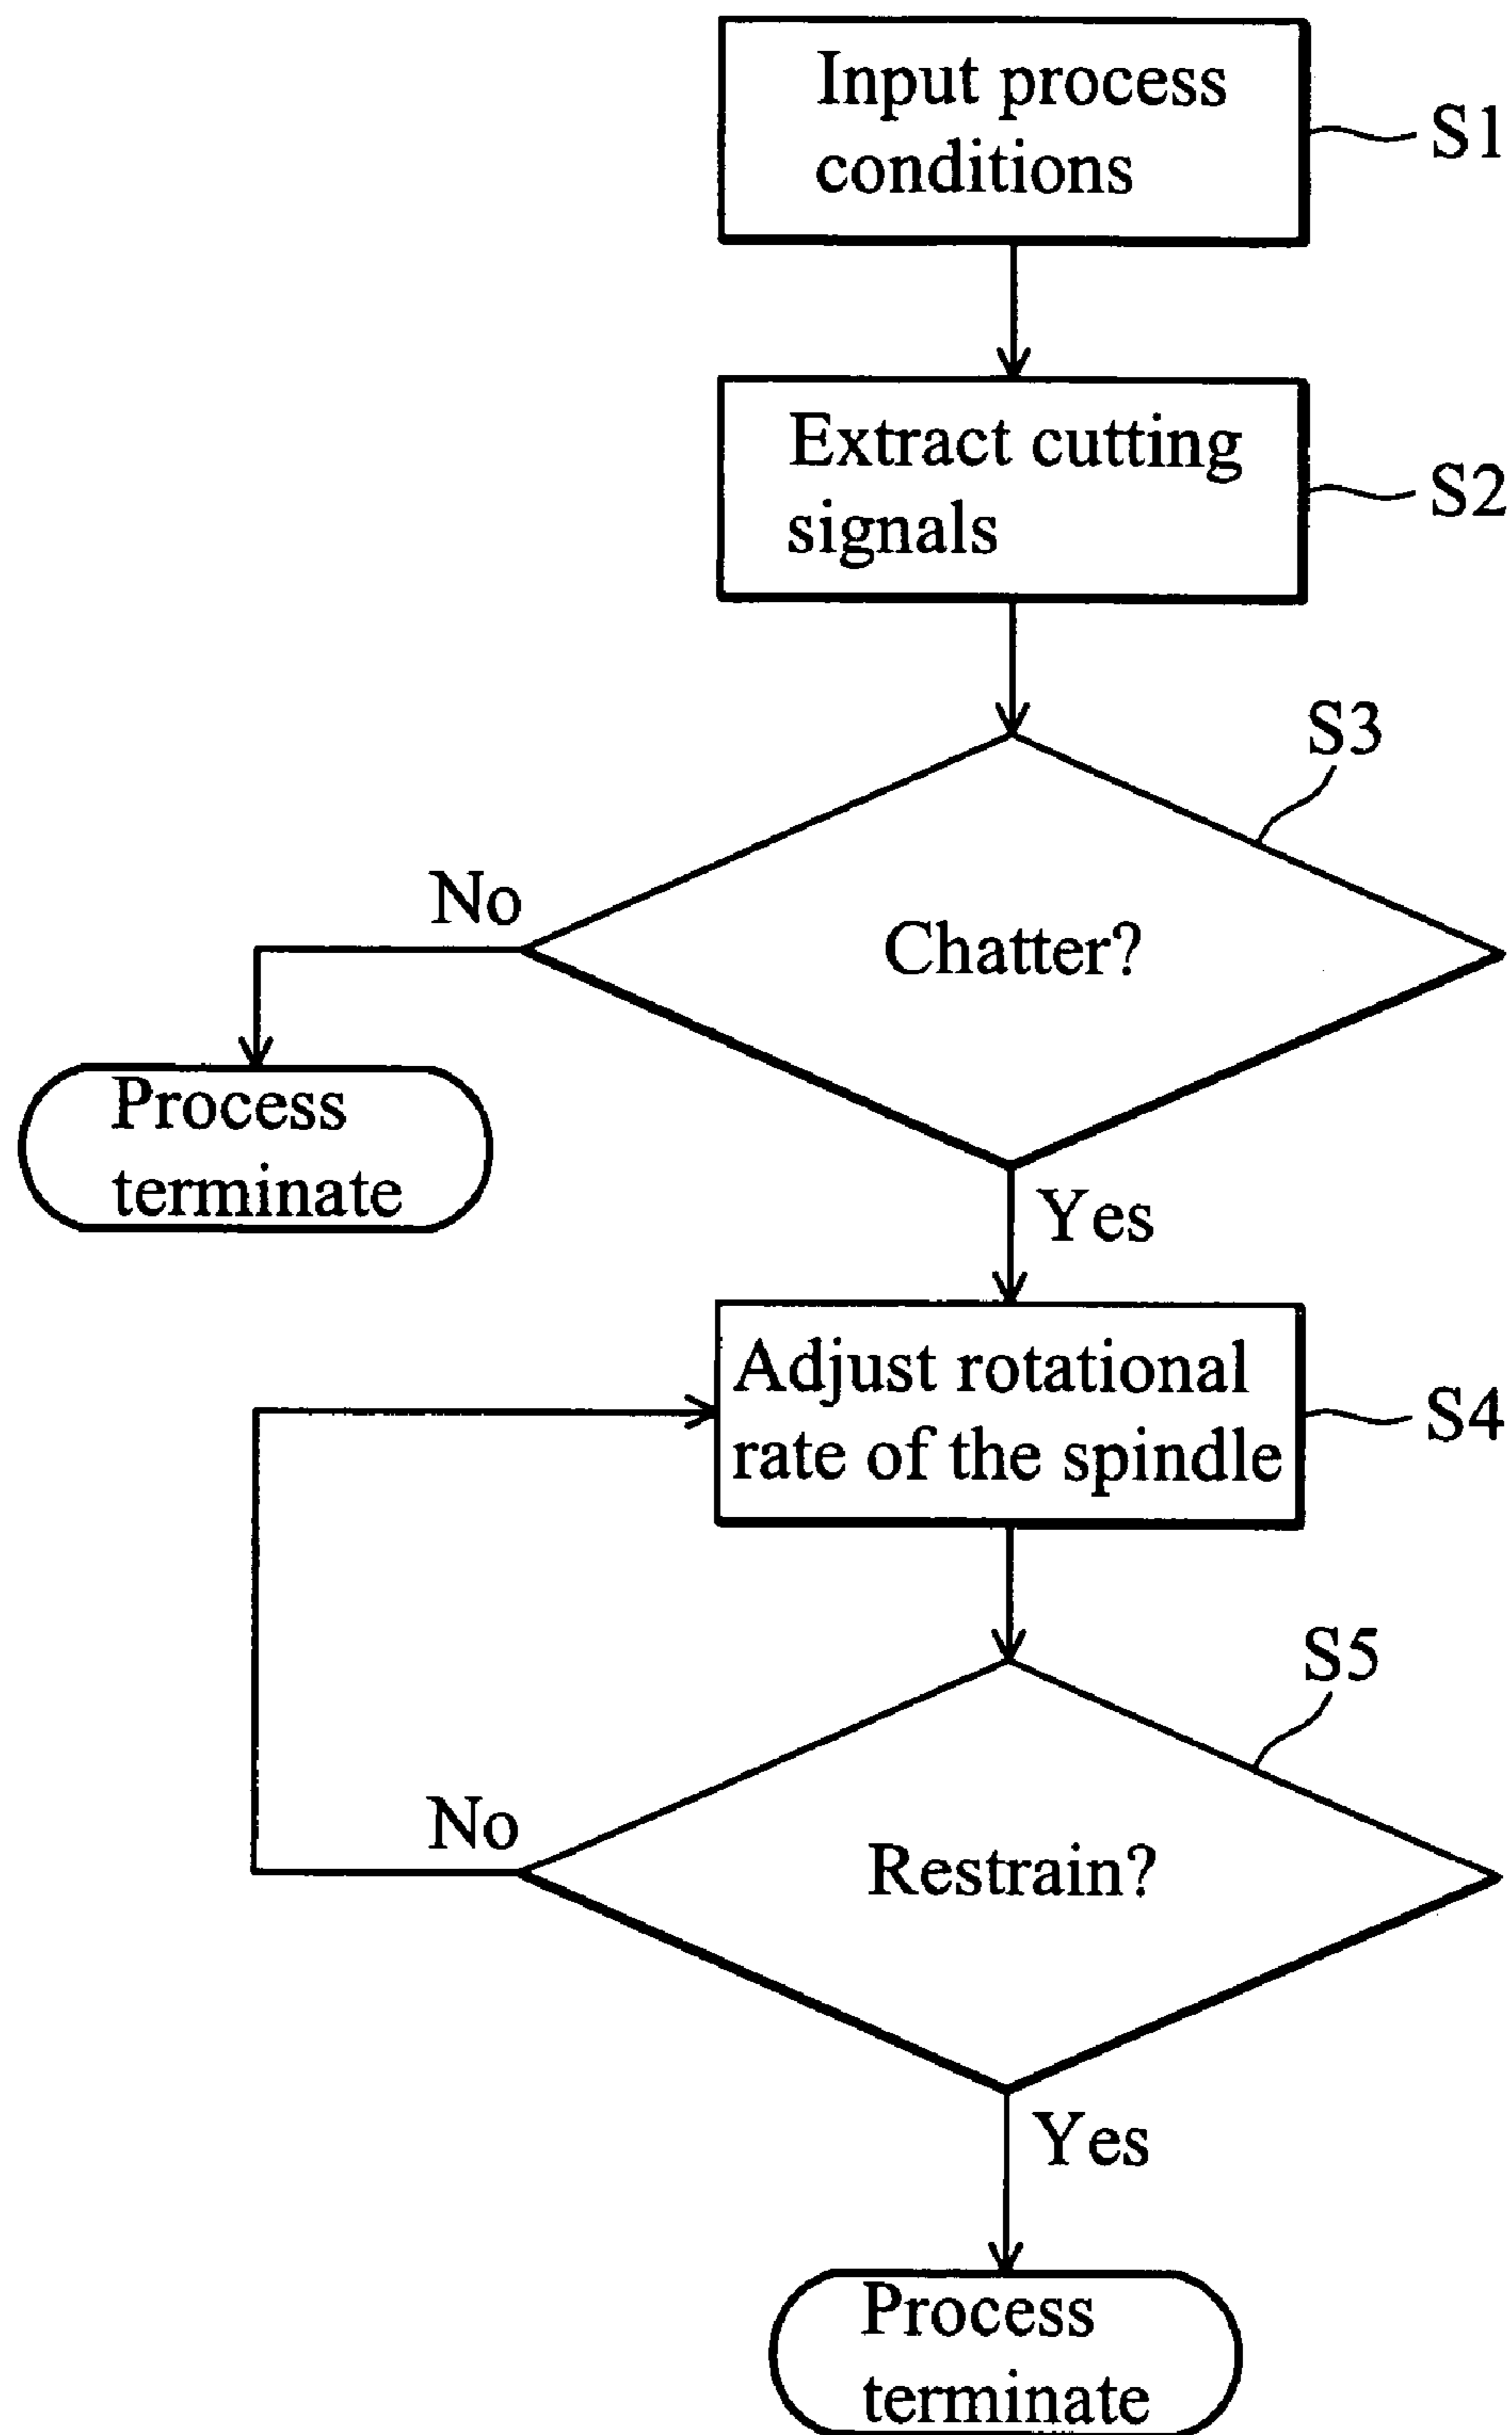 Input process
conditions
S1
Extract cutting
signals
S2
S3
Chatter?
No
Process
terminate
Yes
Adjust rotational
rate of the spindle
S4
S5
Restrain?
No
Yes
Process
terminate